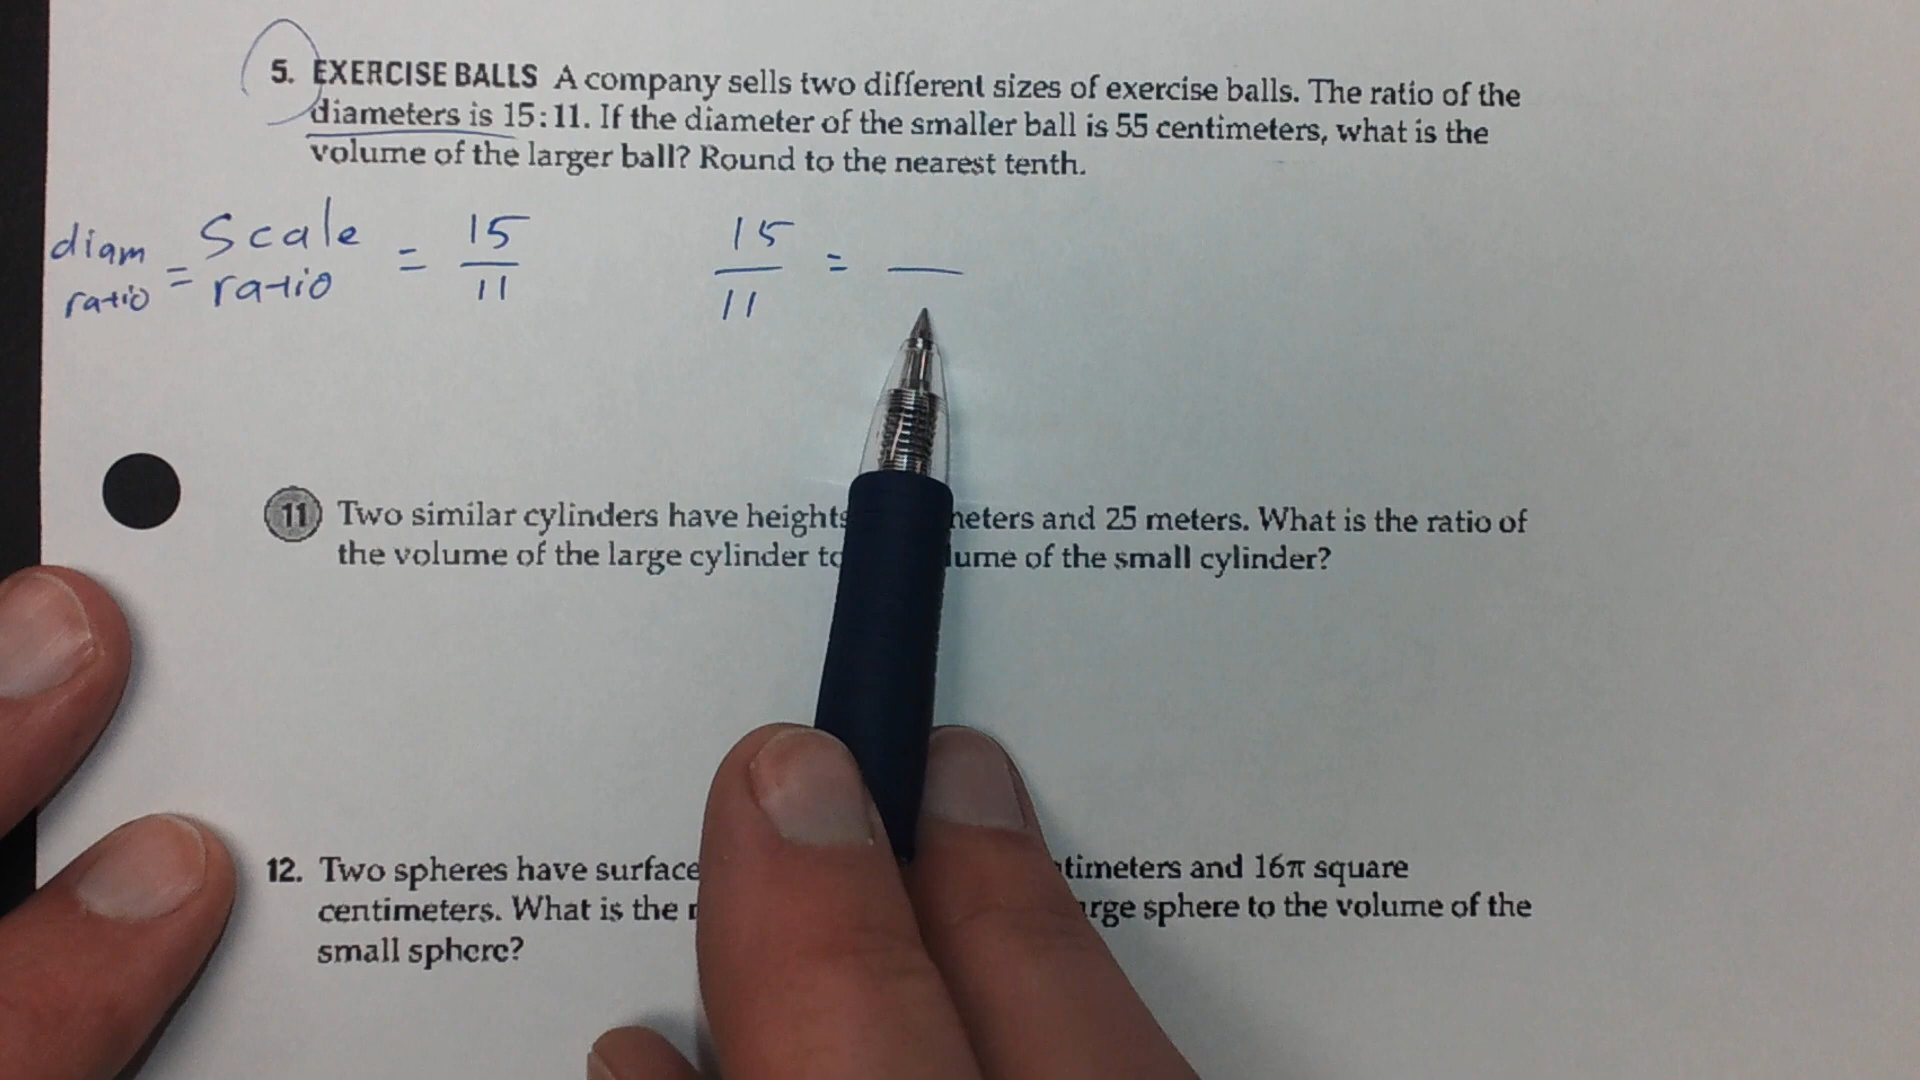 5. EXERCISE BALLS A company sells two different sizes of exercise balls. The ratio of the
diameters is 15:11. If the diameter of the smaller ball is 55 centimeters, what is the
volume of the larger ball? Round to the nearest tenth.
diam ratio = scale ratio = 15/11
15/11 =
11 Two similar cylinders have heights and 25 meters. What is the ratio of
the volume of the large cylinder of the small cylinder?
12. Two spheres have surface and 16π square
centimeters. What is the sphere to the volume of the
small sphere?